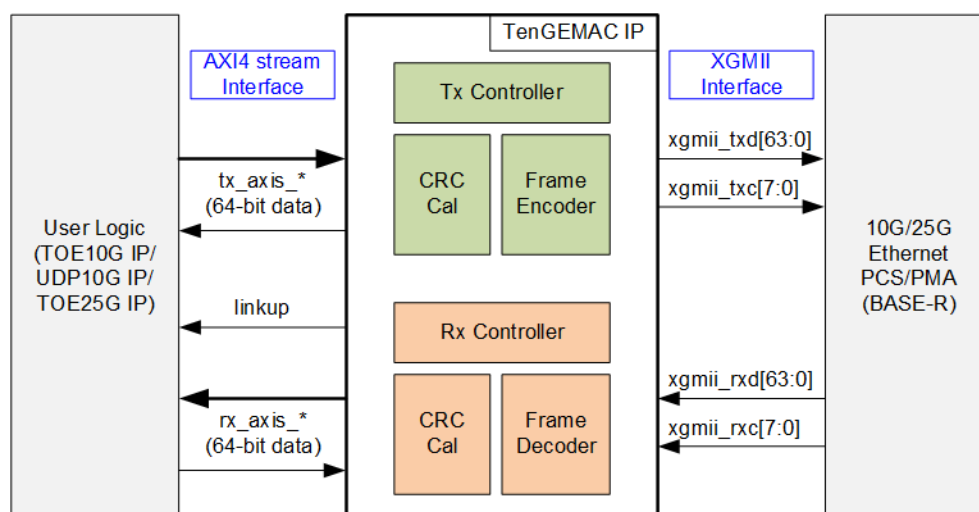 TenGEMAC IP
AXI4 stream
Interface
XGMII
Interface
Tx Controller
tx_axis_*
(64-bit data)
CRC
Cal
Frame
Encoder
xgmii_txd[63:0]
xgmii_txc[7:0]
User Logic
(TOE10G IP/
UDP10G IP/
TOE25G IP)
10G/25G
Ethernet
PCS/PMA
(BASE-R)
linkup
Rx Controller
rx_axis_*
(64-bit data)
CRC
Cal
Frame
Decoder
xgmii_rxd[63:0]
xgmii_rxc[7:0]